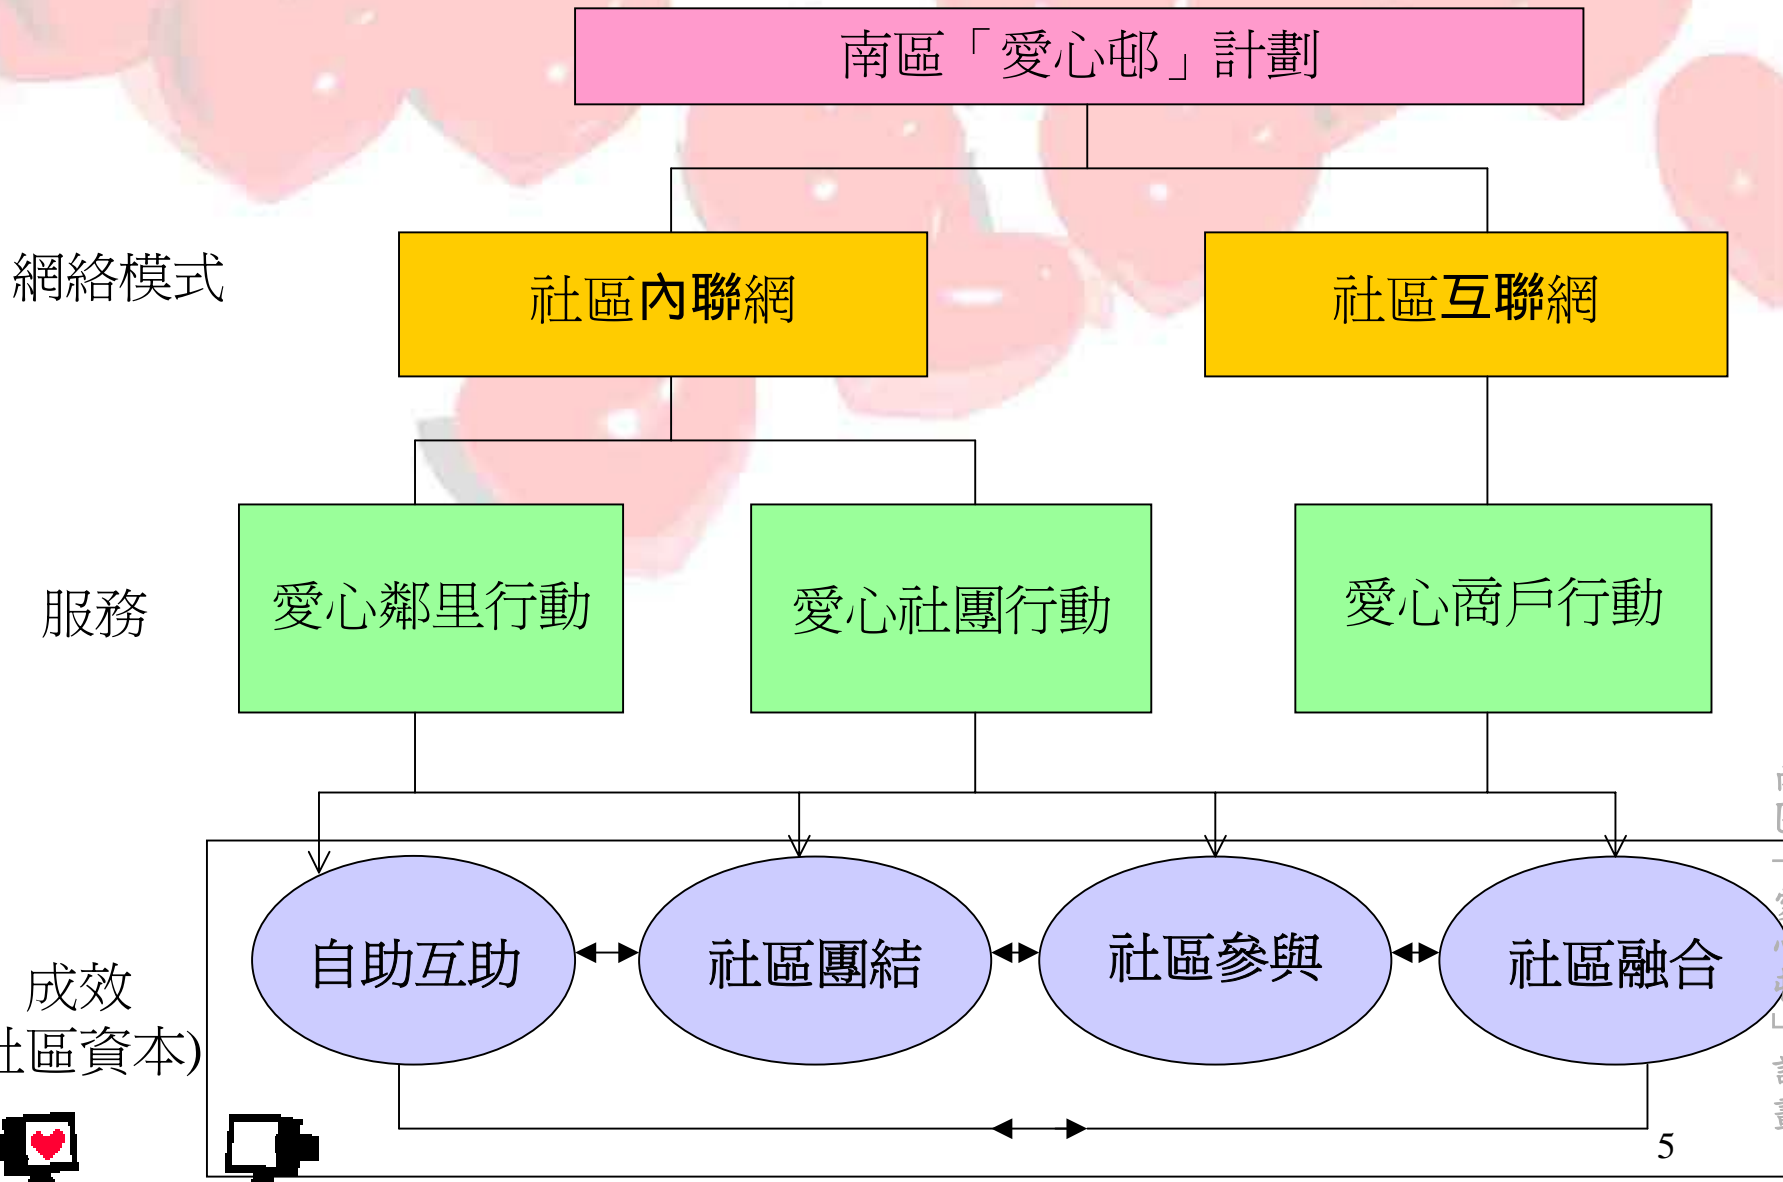 南區「愛心邨」計劃
網絡模式
社區內聯網
社區互聯網
服務
愛心鄰里行動
愛心社團行動
愛心商戶行動
自助互助
社區團結
社區參與
社區融合
成效
社區資本)
5